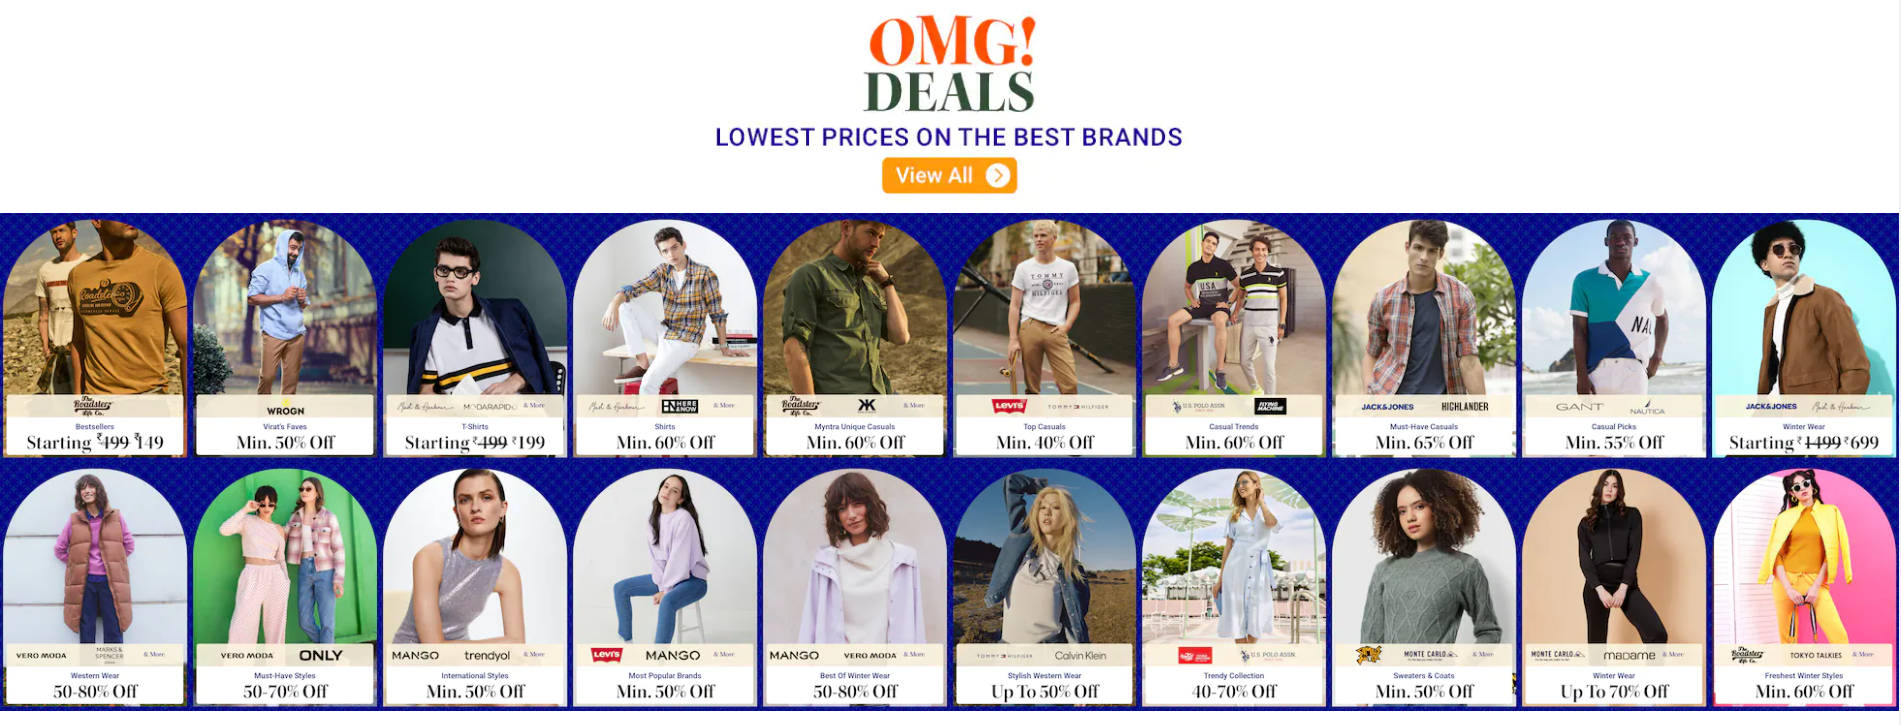 OMG!
DEALS
LOWEST PRICES ON THE BEST BRANDS
View All
The Roadster Life Co.
Bestsellers
Starting ₹499 ₹149
WROGN
Virat's Faves
Min. 50% Off
Mast & Harbour MODARAPIDO & More
T-Shirts
Starting ₹499 ₹199
Mast & Harbour HERE &NOW & More
Shirts
Min. 60% Off
The Roadster Life Co. & More
Myntra Unique Casuals
Min. 60% Off
TOMMY
HILFIGER
Levi's TOMMY HILFIGER
Top Casuals
Min. 40% Off
USA
U.S. POLO ASSN. FLYING MACHINE
Casual Trends
Min. 60% Off
JACK&JONES HIGHLANDER
Must-Have Casuals
Min. 65% Off
GANT NAUTICA
Casual Picks
Min. 55% Off
JACK&JONES Mast & Harbour
Winter Wear
Starting ₹1499 ₹699
VERO MODA MARKS & SPENCER & More
Western Wear
50-80% Off
VERO MODA ONLY
Must-Have Styles
50-70% Off
MANGO trendyol & More
International Styles
Min. 50% Off
Levi's MANGO & More
Most Popular Brands
Min. 50% Off
MANGO VERO MODA & More
Best Of Winter Wear
50-80% Off
TOMMY HILFIGER Calvin Klein
Stylish Western Wear
Up To 50% Off
U.S. POLO ASSN.
Trendy Collection
40-70% Off
MONTE CARLO & More
Sweaters & Coats
Min. 50% Off
MONTE CARLO madame & More
Winter Wear
Up To 70% Off
The Roadster Life Co. TOKYO TALKIES & More
Freshest Winter Styles
Min. 60% Off